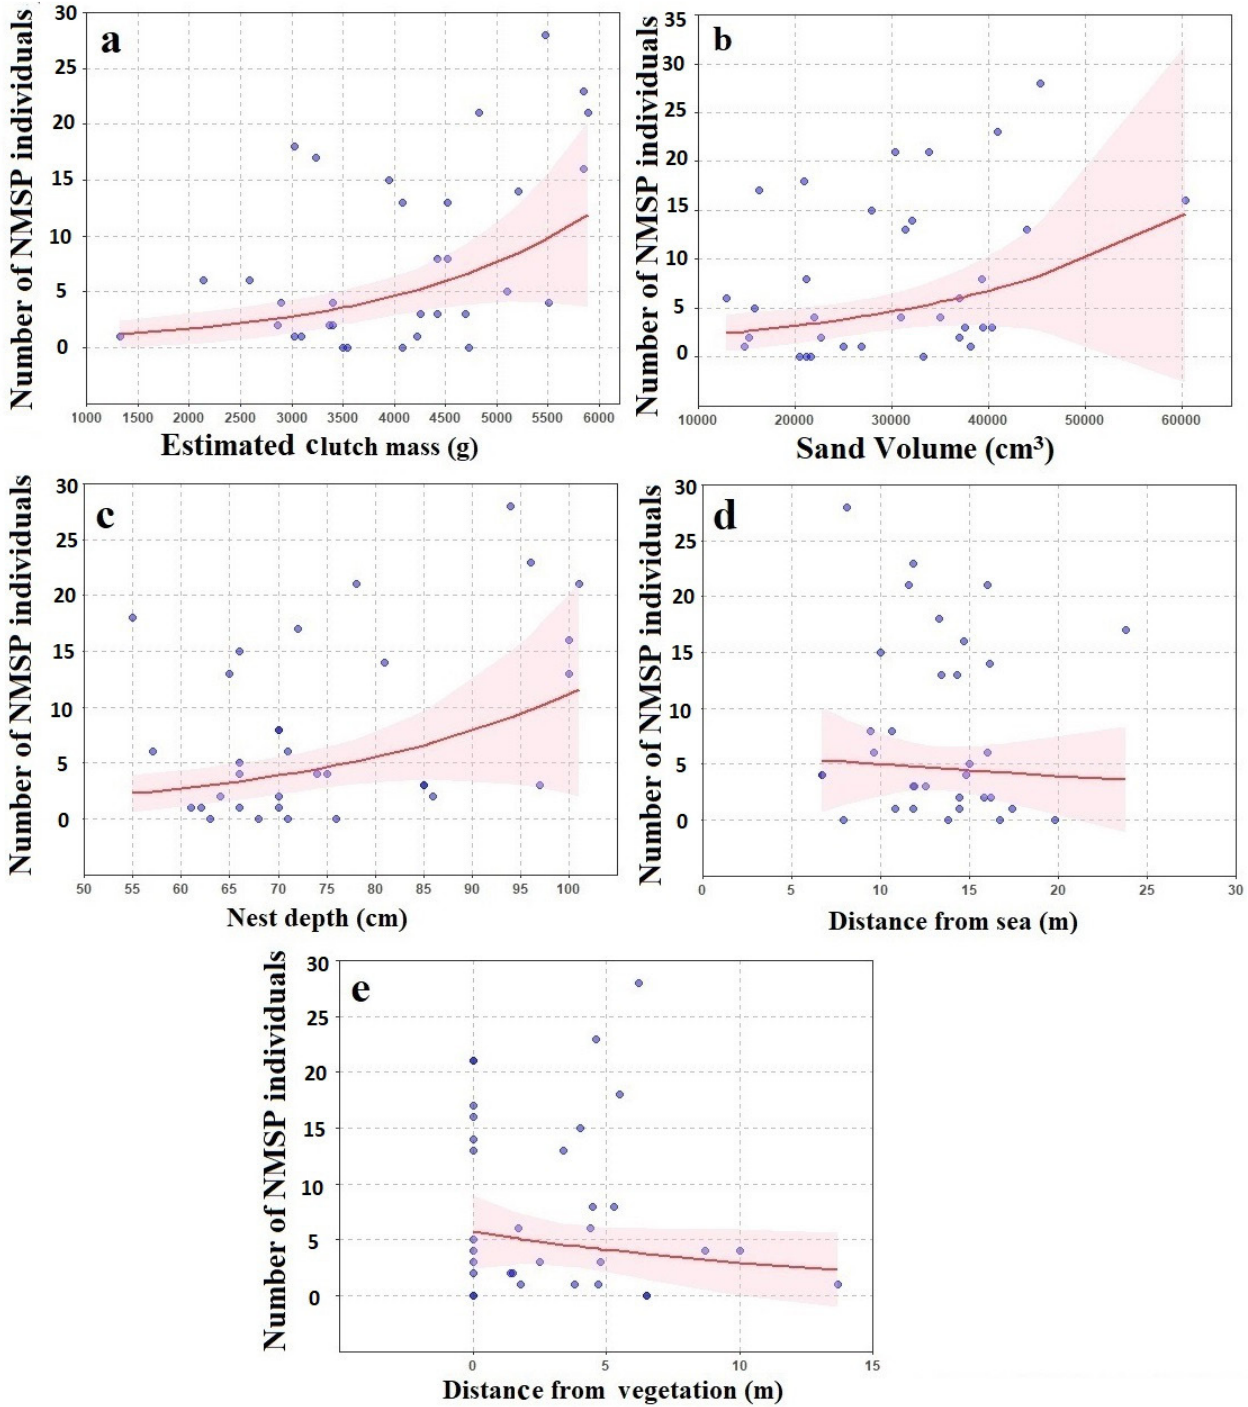 a
Number of NMSP individuals
30
25
20
15
10
5
0
1000 1500 2000 2500 3000 3500 4000 4500 5000 5500 6000
Estimated clutch mass (g)
b
Number of NMSP individuals
35
30
25
20
15
10
5
0
10000 20000 30000 40000 50000 60000
Sand Volume (cm³)
c
Number of NMSP individuals
30
25
20
15
10
5
0
50 55 60 65 70 75 80 85 90 95 100
Nest depth (cm)
d
Number of NMSP individuals
30
25
20
15
10
5
0
0 5 10 15 20 25 30
Distance from sea (m)
e
Number of NMSP individuals
30
25
20
15
10
5
0
0 5 10 15
Distance from vegetation (m)